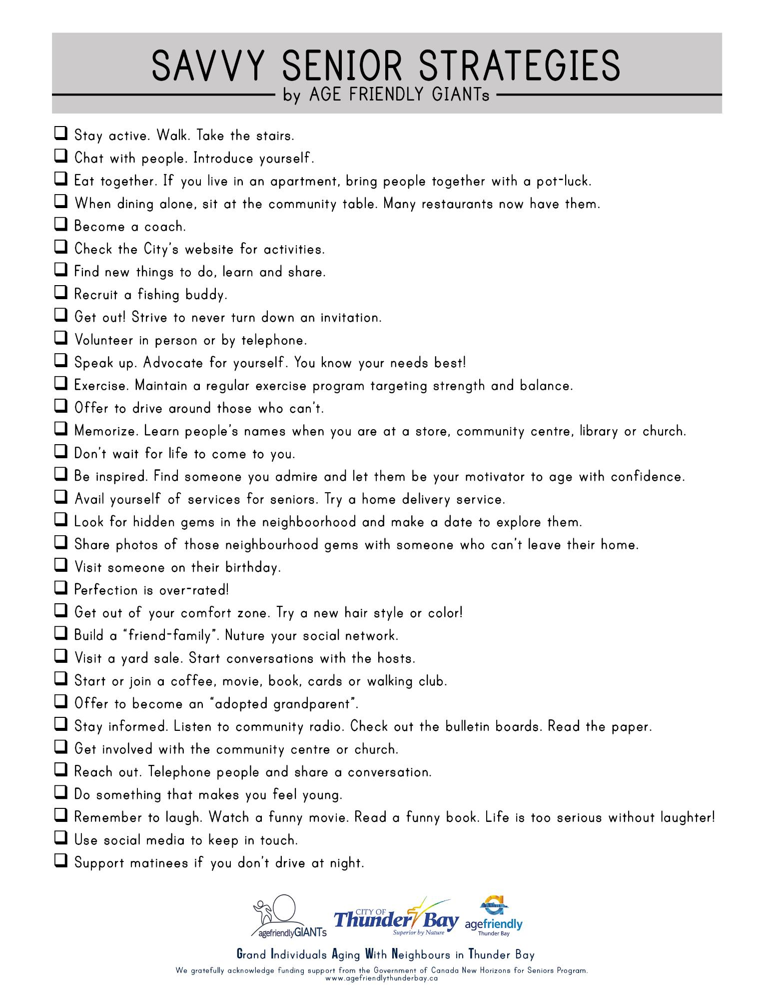 SAVVY SENIOR STRATEGIES
by AGE FRIENDLY GIANTs
❑ Stay active. Walk. Take the stairs.
❑ Chat with people. Introduce yourself.
❑ Eat together. If you live in an apartment, bring people together with a pot-luck.
❑ When dining alone, sit at the community table. Many restaurants now have them.
❑ Become a coach.
❑ Check the City's website for activities.
❑ Find new things to do, learn and share.
❑ Recruit a fishing buddy.
❑ Get out! Strive to never turn down an invitation.
❑ Volunteer in person or by telephone.
❑ Speak up. Advocate for yourself. You know your needs best!
❑ Exercise. Maintain a regular exercise program targeting strength and balance.
❑ Offer to drive around those who can't.
❑ Memorize. Learn people's names when you are at a store, community centre, library or church.
❑ Don't wait for life to come to you.
❑ Be inspired. Find someone you admire and let them be your motivator to age with confidence.
❑ Avail yourself of services for seniors. Try a home delivery service.
❑ Look for hidden gems in the neighboorhood and make a date to explore them.
❑ Share photos of those neighbourhood gems with someone who can't leave their home.
❑ Visit someone on their birthday.
❑ Perfection is over-rated!
❑ Get out of your comfort zone. Try a new hair style or color!
❑ Build a “friend-family”. Nuture your social network.
❑ Visit a yard sale. Start conversations with the hosts.
❑ Start or join a coffee, movie, book, cards or walking club.
❑ Offer to become an “adopted grandparent”.
❑ Stay informed. Listen to community radio. Check out the bulletin boards. Read the paper.
❑ Get involved with the community centre or church.
❑ Reach out. Telephone people and share a conversation.
❑ Do something that makes you feel young.
❑ Remember to laugh. Watch a funny movie. Read a funny book. Life is too serious without laughter!
❑ Use social media to keep in touch.
❑ Support matinees if you don't drive at night.
agefriendlyGIANTs
CITY OF
Thunder Bay
Superior by Nature
a
agefriendly
Thunder Bay
Grand Individuals Aging With Neighbours in Thunder Bay
We gratefully acknowledge funding support from the Government of Canada New Horizons for Seniors Program.
www.agefriendlythunderbay.ca